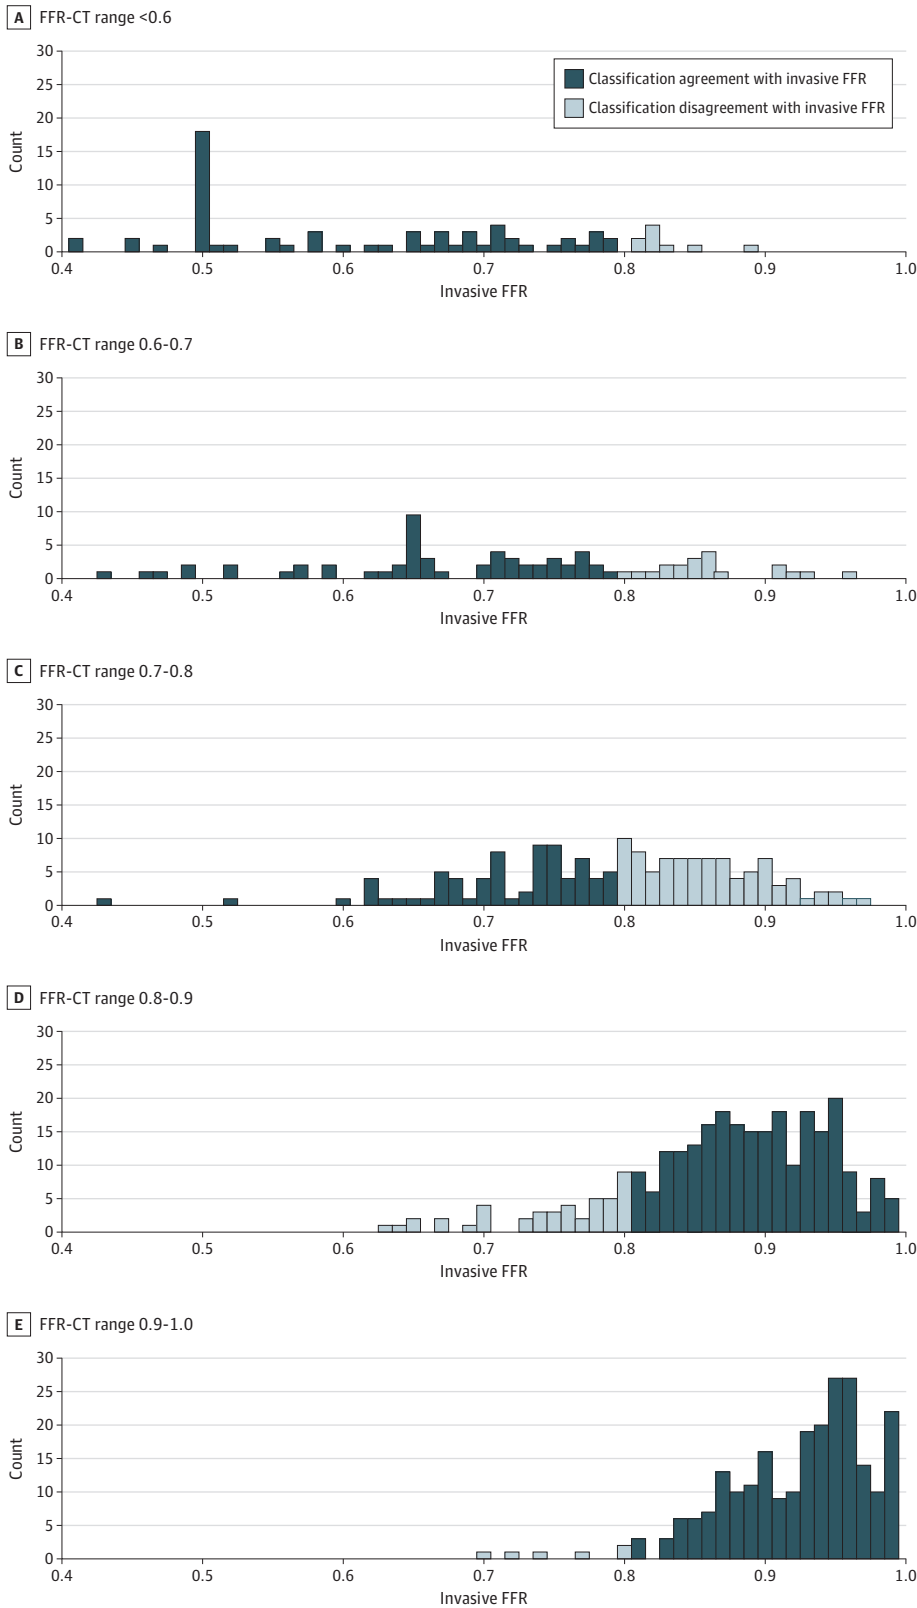 A FFR-CT range <0.6
30
25
20
15
10
5
0
Count
Classification agreement with invasive FFR
Classification disagreement with invasive FFR
0.4 0.5 0.6 0.7 0.8 0.9 1.0
Invasive FFR
B FFR-CT range 0.6-0.7
30
25
20
15
10
5
0
Count
0.4 0.5 0.6 0.7 0.8 0.9 1.0
Invasive FFR
C FFR-CT range 0.7-0.8
30
25
20
15
10
5
0
Count
0.4 0.5 0.6 0.7 0.8 0.9 1.0
Invasive FFR
D FFR-CT range 0.8-0.9
30
25
20
15
10
5
0
Count
0.4 0.5 0.6 0.7 0.8 0.9 1.0
Invasive FFR
E FFR-CT range 0.9-1.0
30
25
20
15
10
5
0
Count
0.4 0.5 0.6 0.7 0.8 0.9 1.0
Invasive FFR